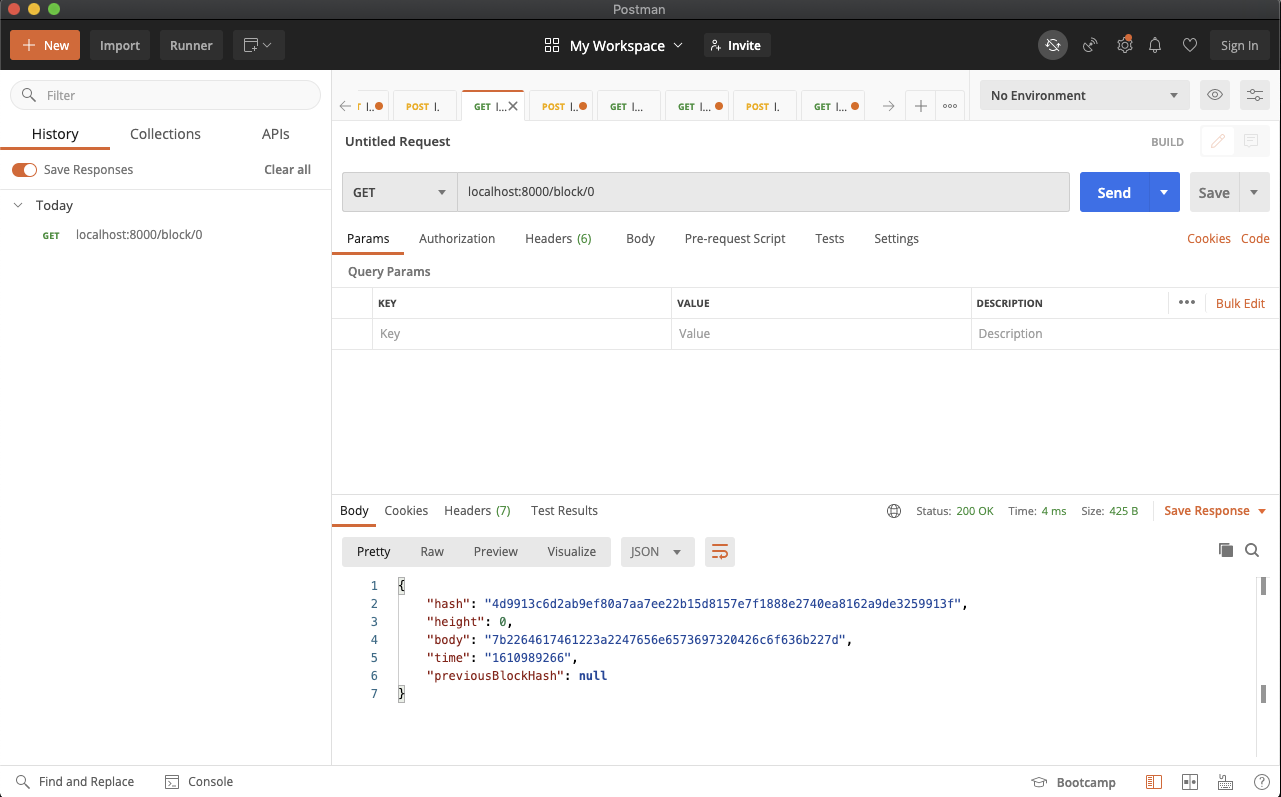 Postman
New Import Runner My Workspace Invite Sign In
Filter
History Collections APIs
Save Responses Clear all
Today
GET localhost:8000/block/0
T l.. POST l. GET l... POST l.. GET l... GET l... POST l. GET l...
No Environment
Untitled Request BUILD
GET localhost:8000/block/0 Send Save
Params Authorization Headers (6) Body Pre-request Script Tests Settings Cookies Code
Query Params
KEY VALUE DESCRIPTION Bulk Edit
Key Value Description
Body Cookies Headers (7) Test Results Status: 200 OK Time: 4 ms Size: 425 B Save Response
Pretty Raw Preview Visualize JSON
1 {
2 "hash": "4d9913c6d2ab9ef80a7aa7ee22b15d8157e7f1888e2740ea8162a9de3259913f",
3 "height": 0,
4 "body": "7b2264617461223a2247656e6573697320426c6f636b227d",
5 "time": "1610989266",
6 "previousBlockHash": null
7 }
Find and Replace Console Bootcamp